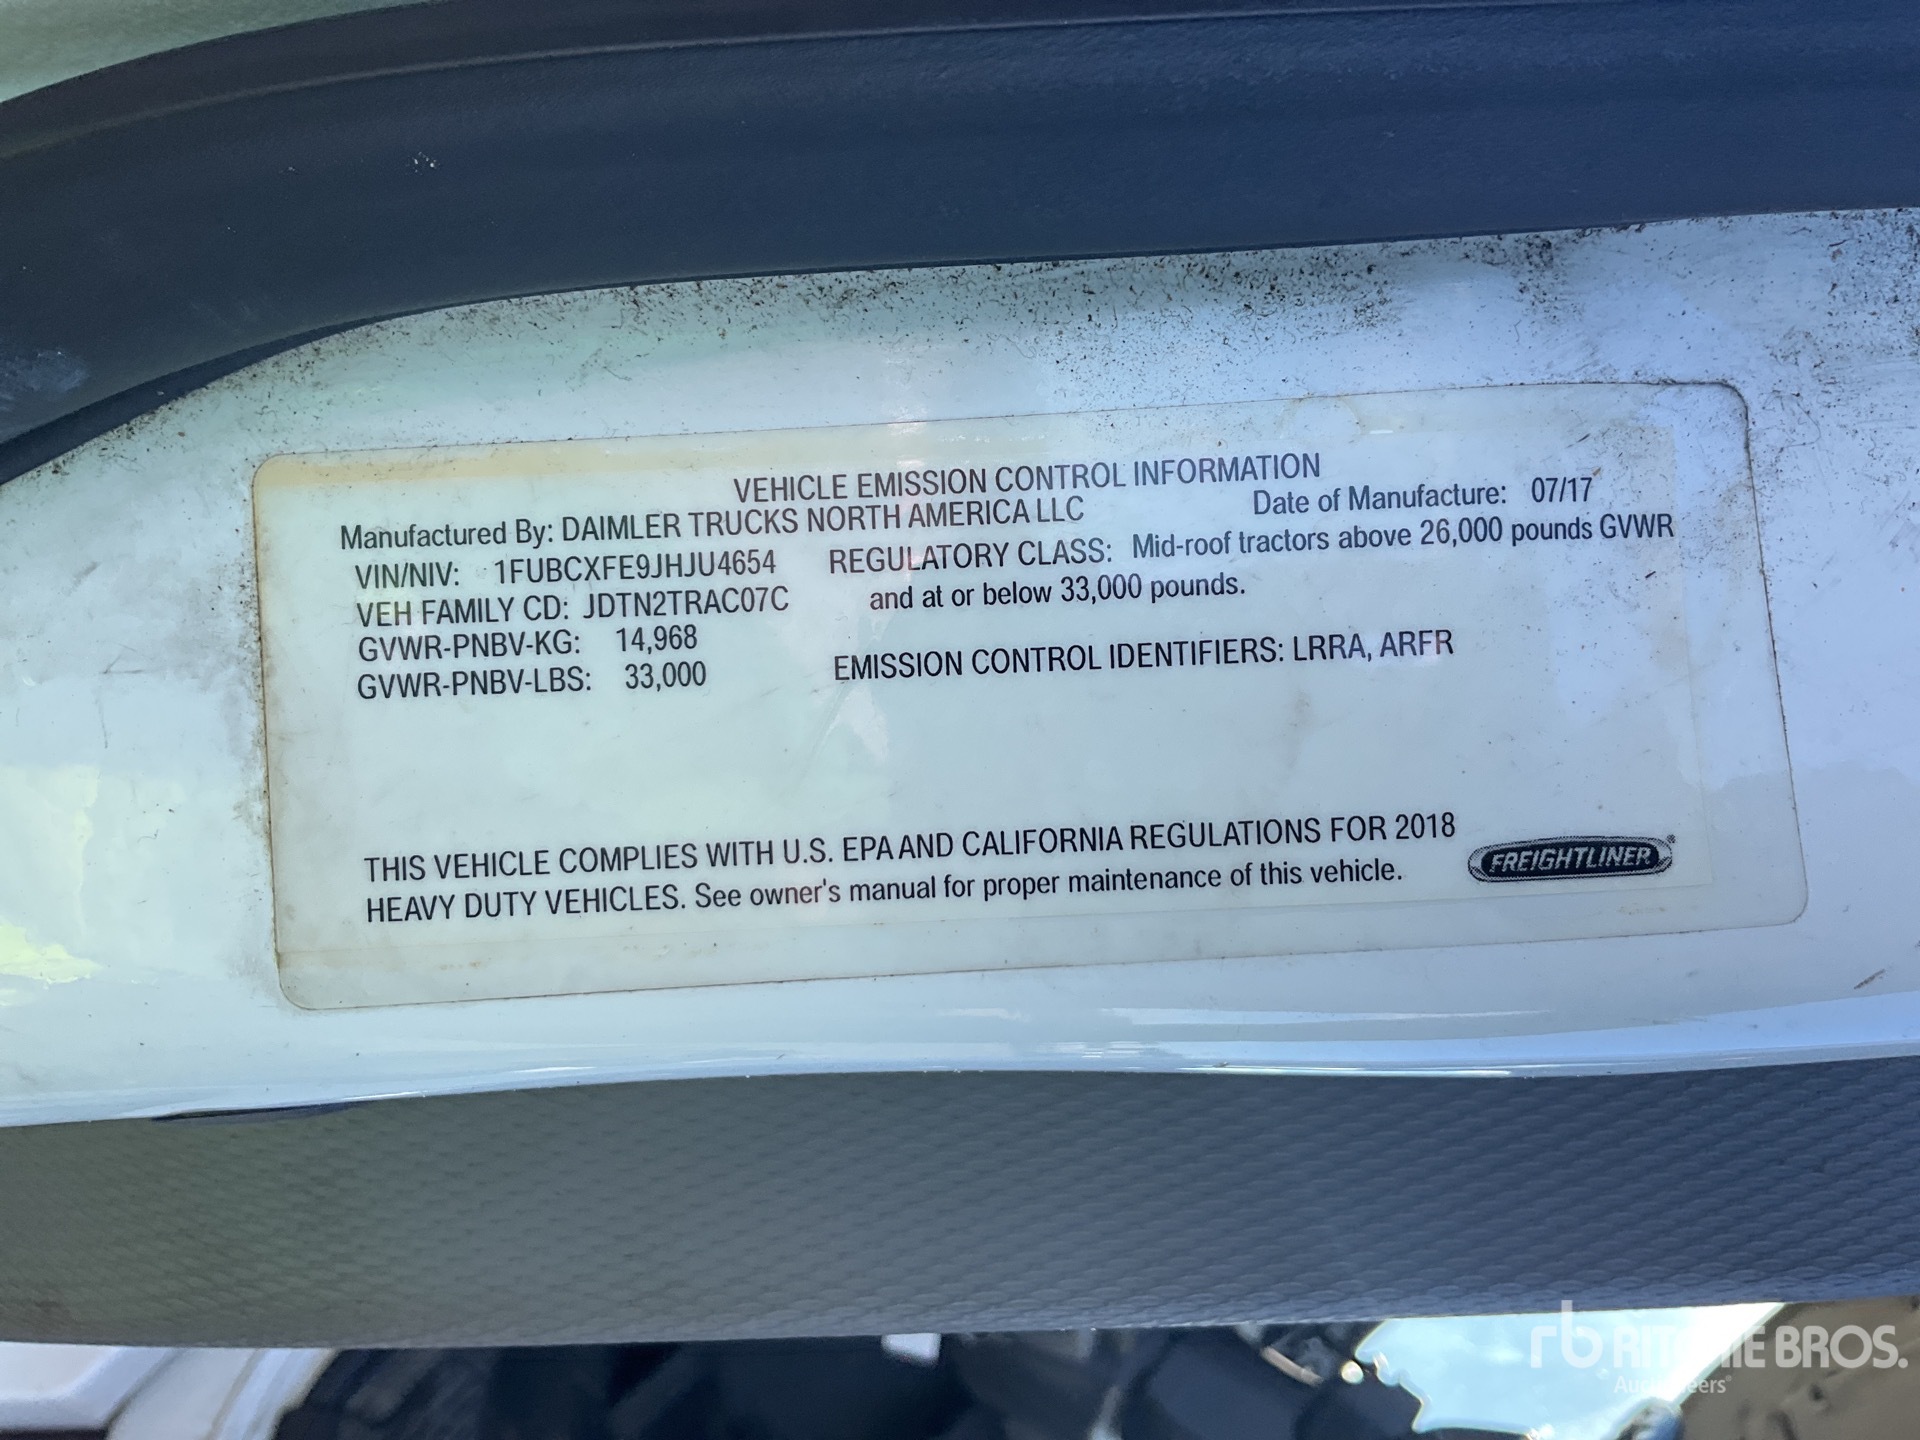 VEHICLE EMISSION CONTROL INFORMATION
Manufactured By: DAIMLER TRUCKS NORTH AMERICA LLC Date of Manufacture: 07/17
VIN/NIV: 1FUBCXFE9JHJU4654 REGULATORY CLASS: Mid-roof tractors above 26,000 pounds GVWR
VEH FAMILY CD: JDTN2TRAC07C and at or below 33,000 pounds.
GVWR-PNBV-KG: 14,968
GVWR-PNBV-LBS: 33,000 EMISSION CONTROL IDENTIFIERS: LRRA, ARFR
THIS VEHICLE COMPLIES WITH U.S. EPA AND CALIFORNIA REGULATIONS FOR 2018
HEAVY DUTY VEHICLES. See owner's manual for proper maintenance of this vehicle.
FREIGHTLINER®
rb RITCHIE BROS.
Auctioneers®